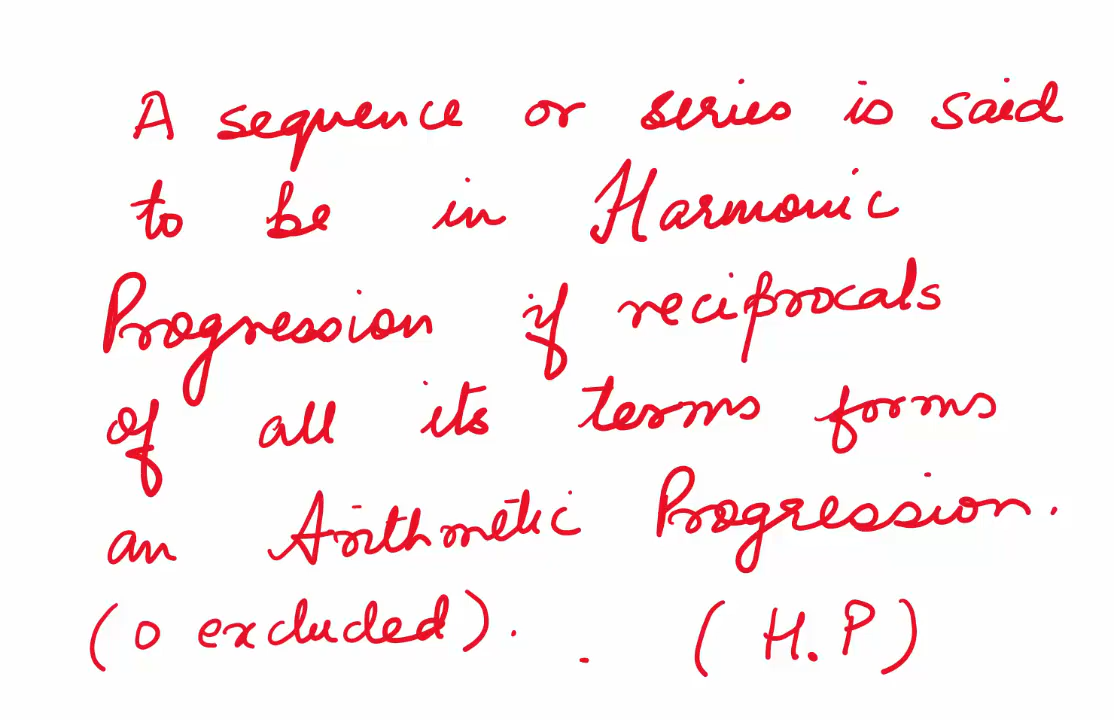 A sequence or series is said
to be in Harmonic
Progression if reciprocals
of all its terms forms
an Arithmetic Progression.
(0 excluded). . (H.P)